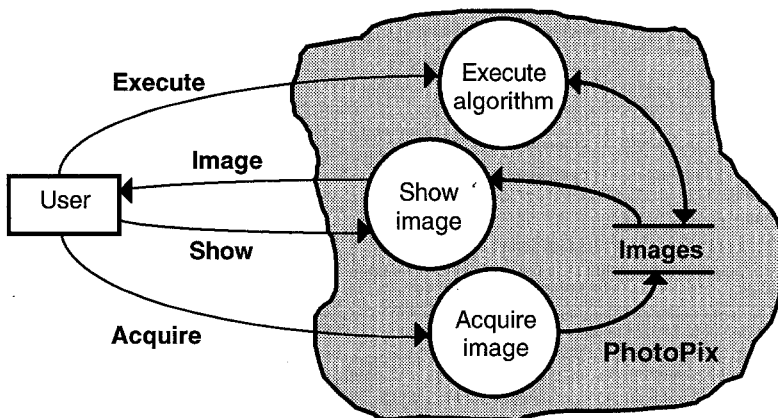 Execute
Execute
algorithm
Image
User
Show
image
Show
Images
Acquire
Acquire
image
PhotoPix